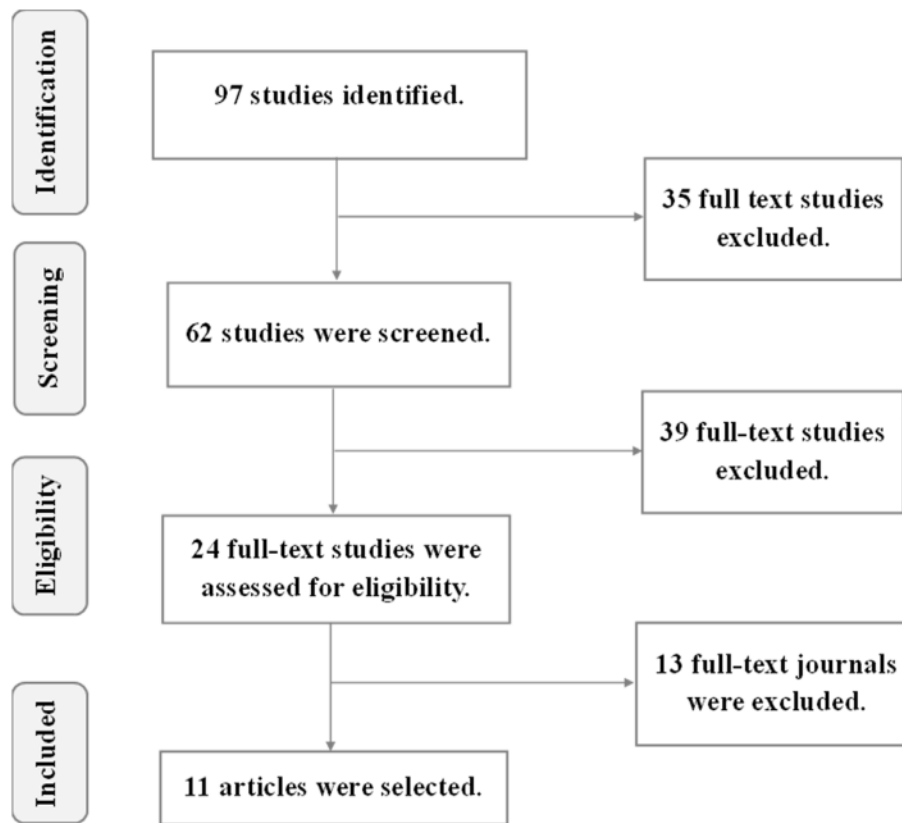 Identification
97 studies identified.
35 full text studies
excluded.
Screening
62 studies were screened.
39 full-text studies
excluded.
Eligibility
24 full-text studies were
assessed for eligibility.
13 full-text journals
were excluded.
Included
11 articles were selected.